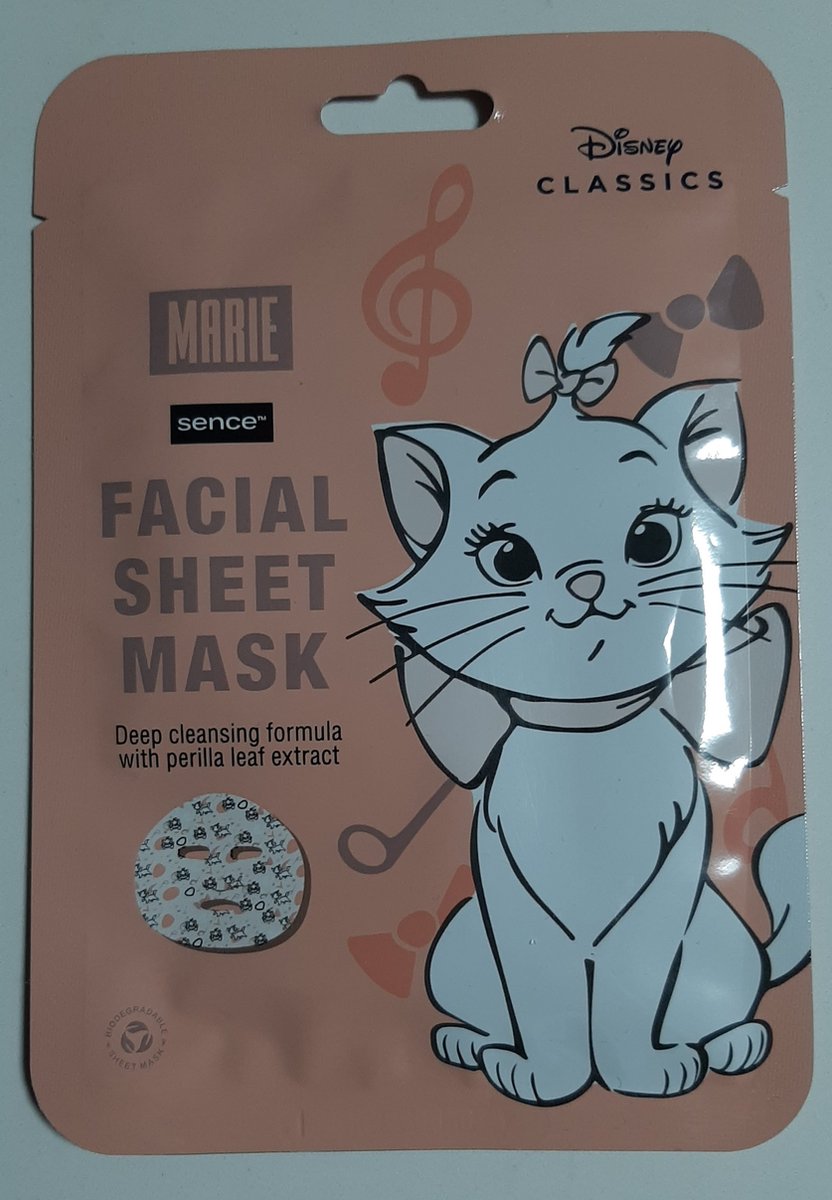 Disney
CLASSICS
MARIE
sence™
FACIAL
SHEET
MASK
Deep cleansing formula
with perilla leaf extract
BIODEGRADABLE
SHEET MASK